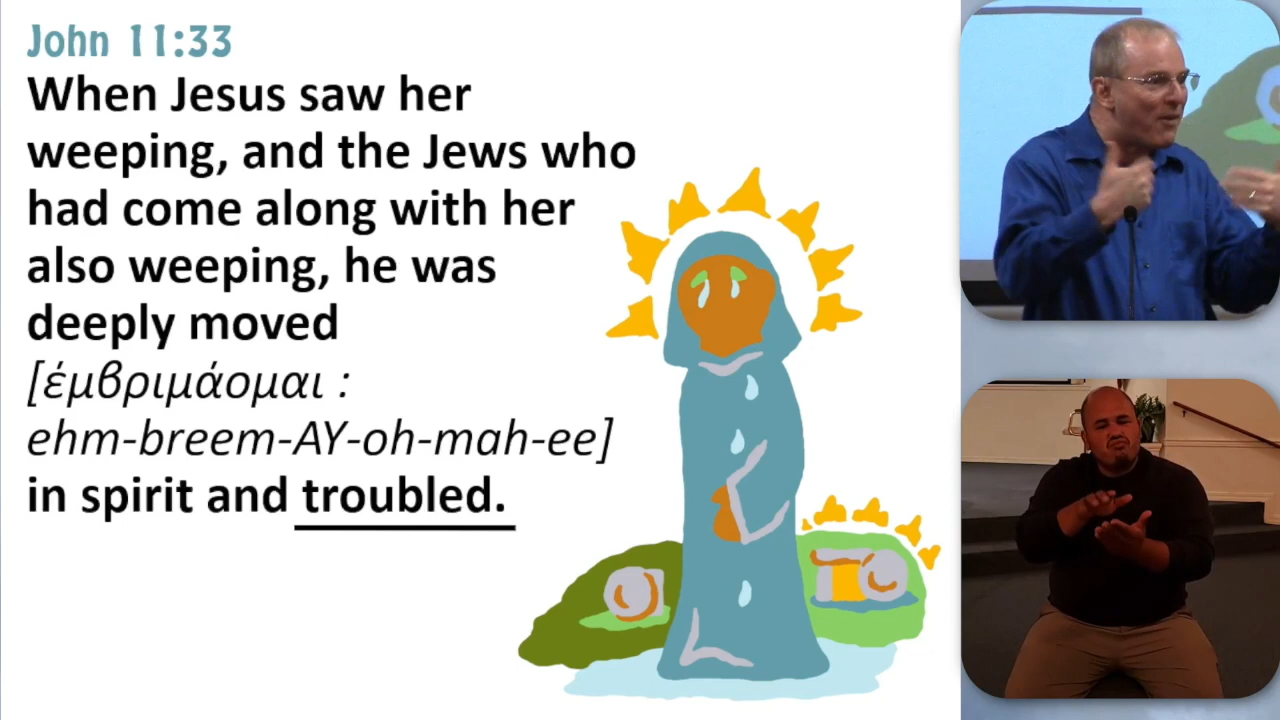 John 11:33
When Jesus saw her
weeping, and the Jews who
had come along with her
also weeping, he was
deeply moved
[ἐμβριμάομαι :
ehm-breem-AY-oh-mah-ee]
in spirit and troubled.